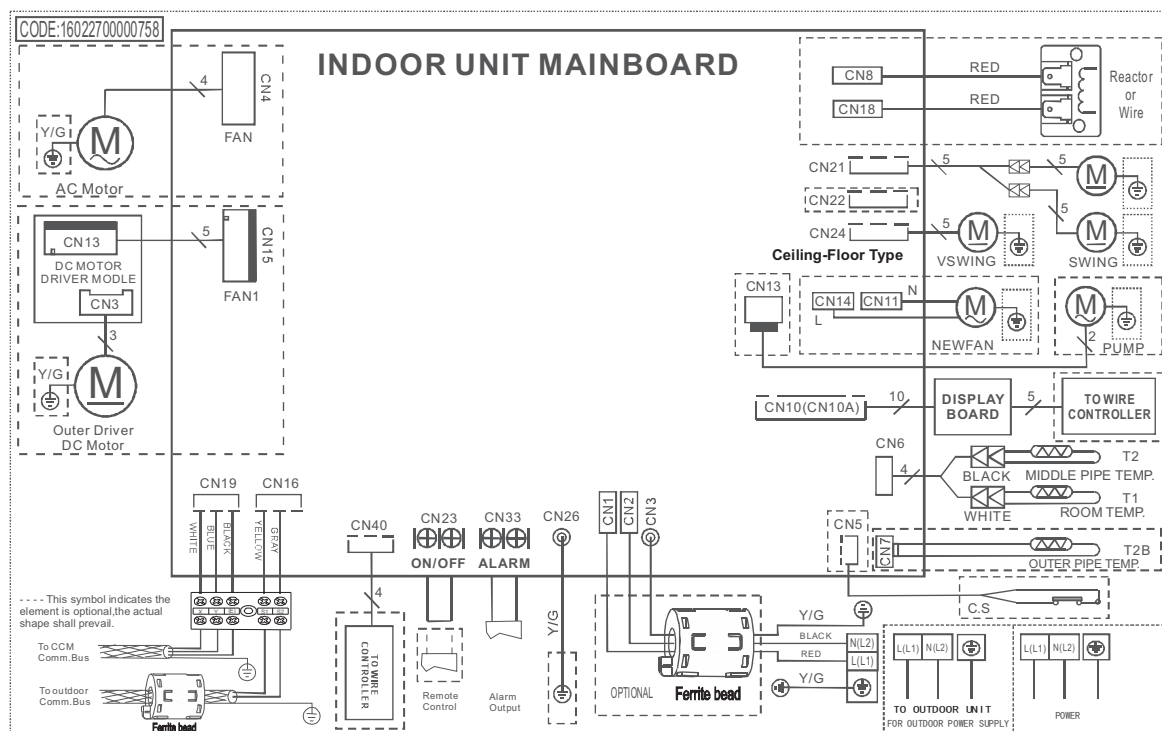 CODE:16022700000758
INDOOR UNIT MAINBOARD
4
CN4
FAN
Y/G
M
AC Motor
CN13
DC MOTOR
DRIVER MODLE
CN3
5
CN15
FAN1
3
Y/G
M
Outer Driver
DC Motor
CN8
RED
CN18
RED
Reactor
or
Wire
CN21
5
5
M
CN22
5
CN24
5
M
M
Ceiling-Floor Type
VSWING
SWING
CN13
CN14
CN11
N
L
M
NEWFAN
M
2
PUMP
CN10(CN10A)
10
DISPLAY
BOARD
5
TO WIRE
CONTROLLER
CN6
4
BLACK
T2
MIDDLE PIPE TEMP.
WHITE
T1
ROOM TEMP.
CN5
CN7
T2B
OUTER PIPE TEMP.
C.S
CN19
CN16
WHITE
BLUE
BLACK
YELLOW
GRAY
X
Y
E
S1
S2
- - - - This symbol indicates the
element is optional,the actual
shape shall prevail.
To CCM
Comm.Bus
To outdoor
Comm.Bus
Ferrite bead
CN40
4
TO WIRE
CONTROLLER
CN23
ON/OFF
Remote
Control
CN33
ALARM
Alarm
Output
CN26
Y/G
CN1
CN2
CN3
OPTIONAL
Ferrite bead
Y/G
BLACK
RED
Y/G
N(L2)
L(L1)
L(L1)
N(L2)
TO OUTDOOR UNIT
FOR OUTDOOR POWER SUPPLY
L(L1)
N(L2)
POWER